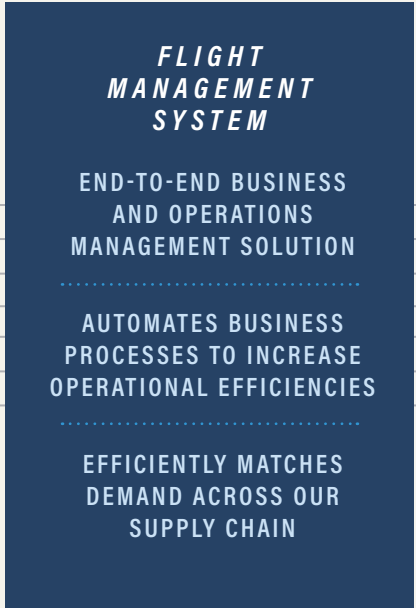 FLIGHT
MANAGEMENT
SYSTEM
END-TO-END BUSINESS
AND OPERATIONS
MANAGEMENT SOLUTION
AUTOMATES BUSINESS
PROCESSES TO INCREASE
OPERATIONAL EFFICIENCIES
EFFICIENTLY MATCHES
DEMAND ACROSS OUR
SUPPLY CHAIN